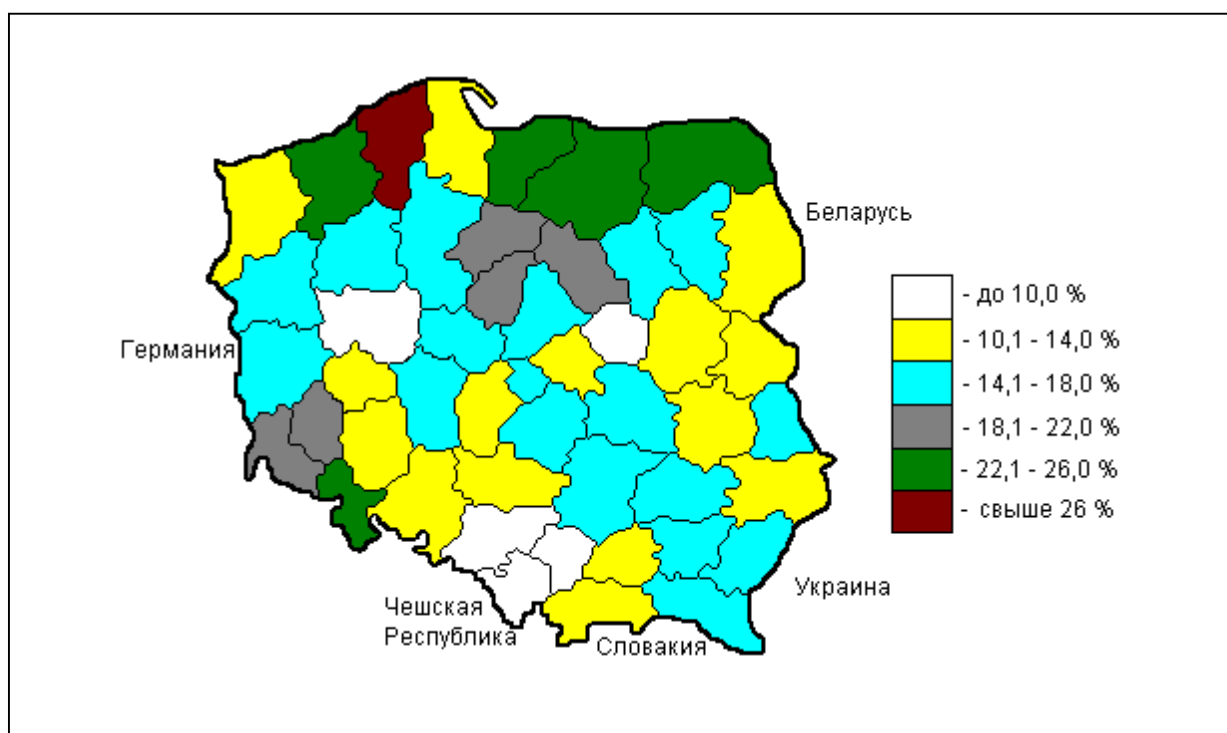 Беларусь
Германия
Чешская
Республика
Словакия
Украина
- до 10,0 %
- 10,1 - 14,0 %
- 14,1 - 18,0 %
- 18,1 - 22,0 %
- 22,1 - 26,0 %
- свыше 26 %